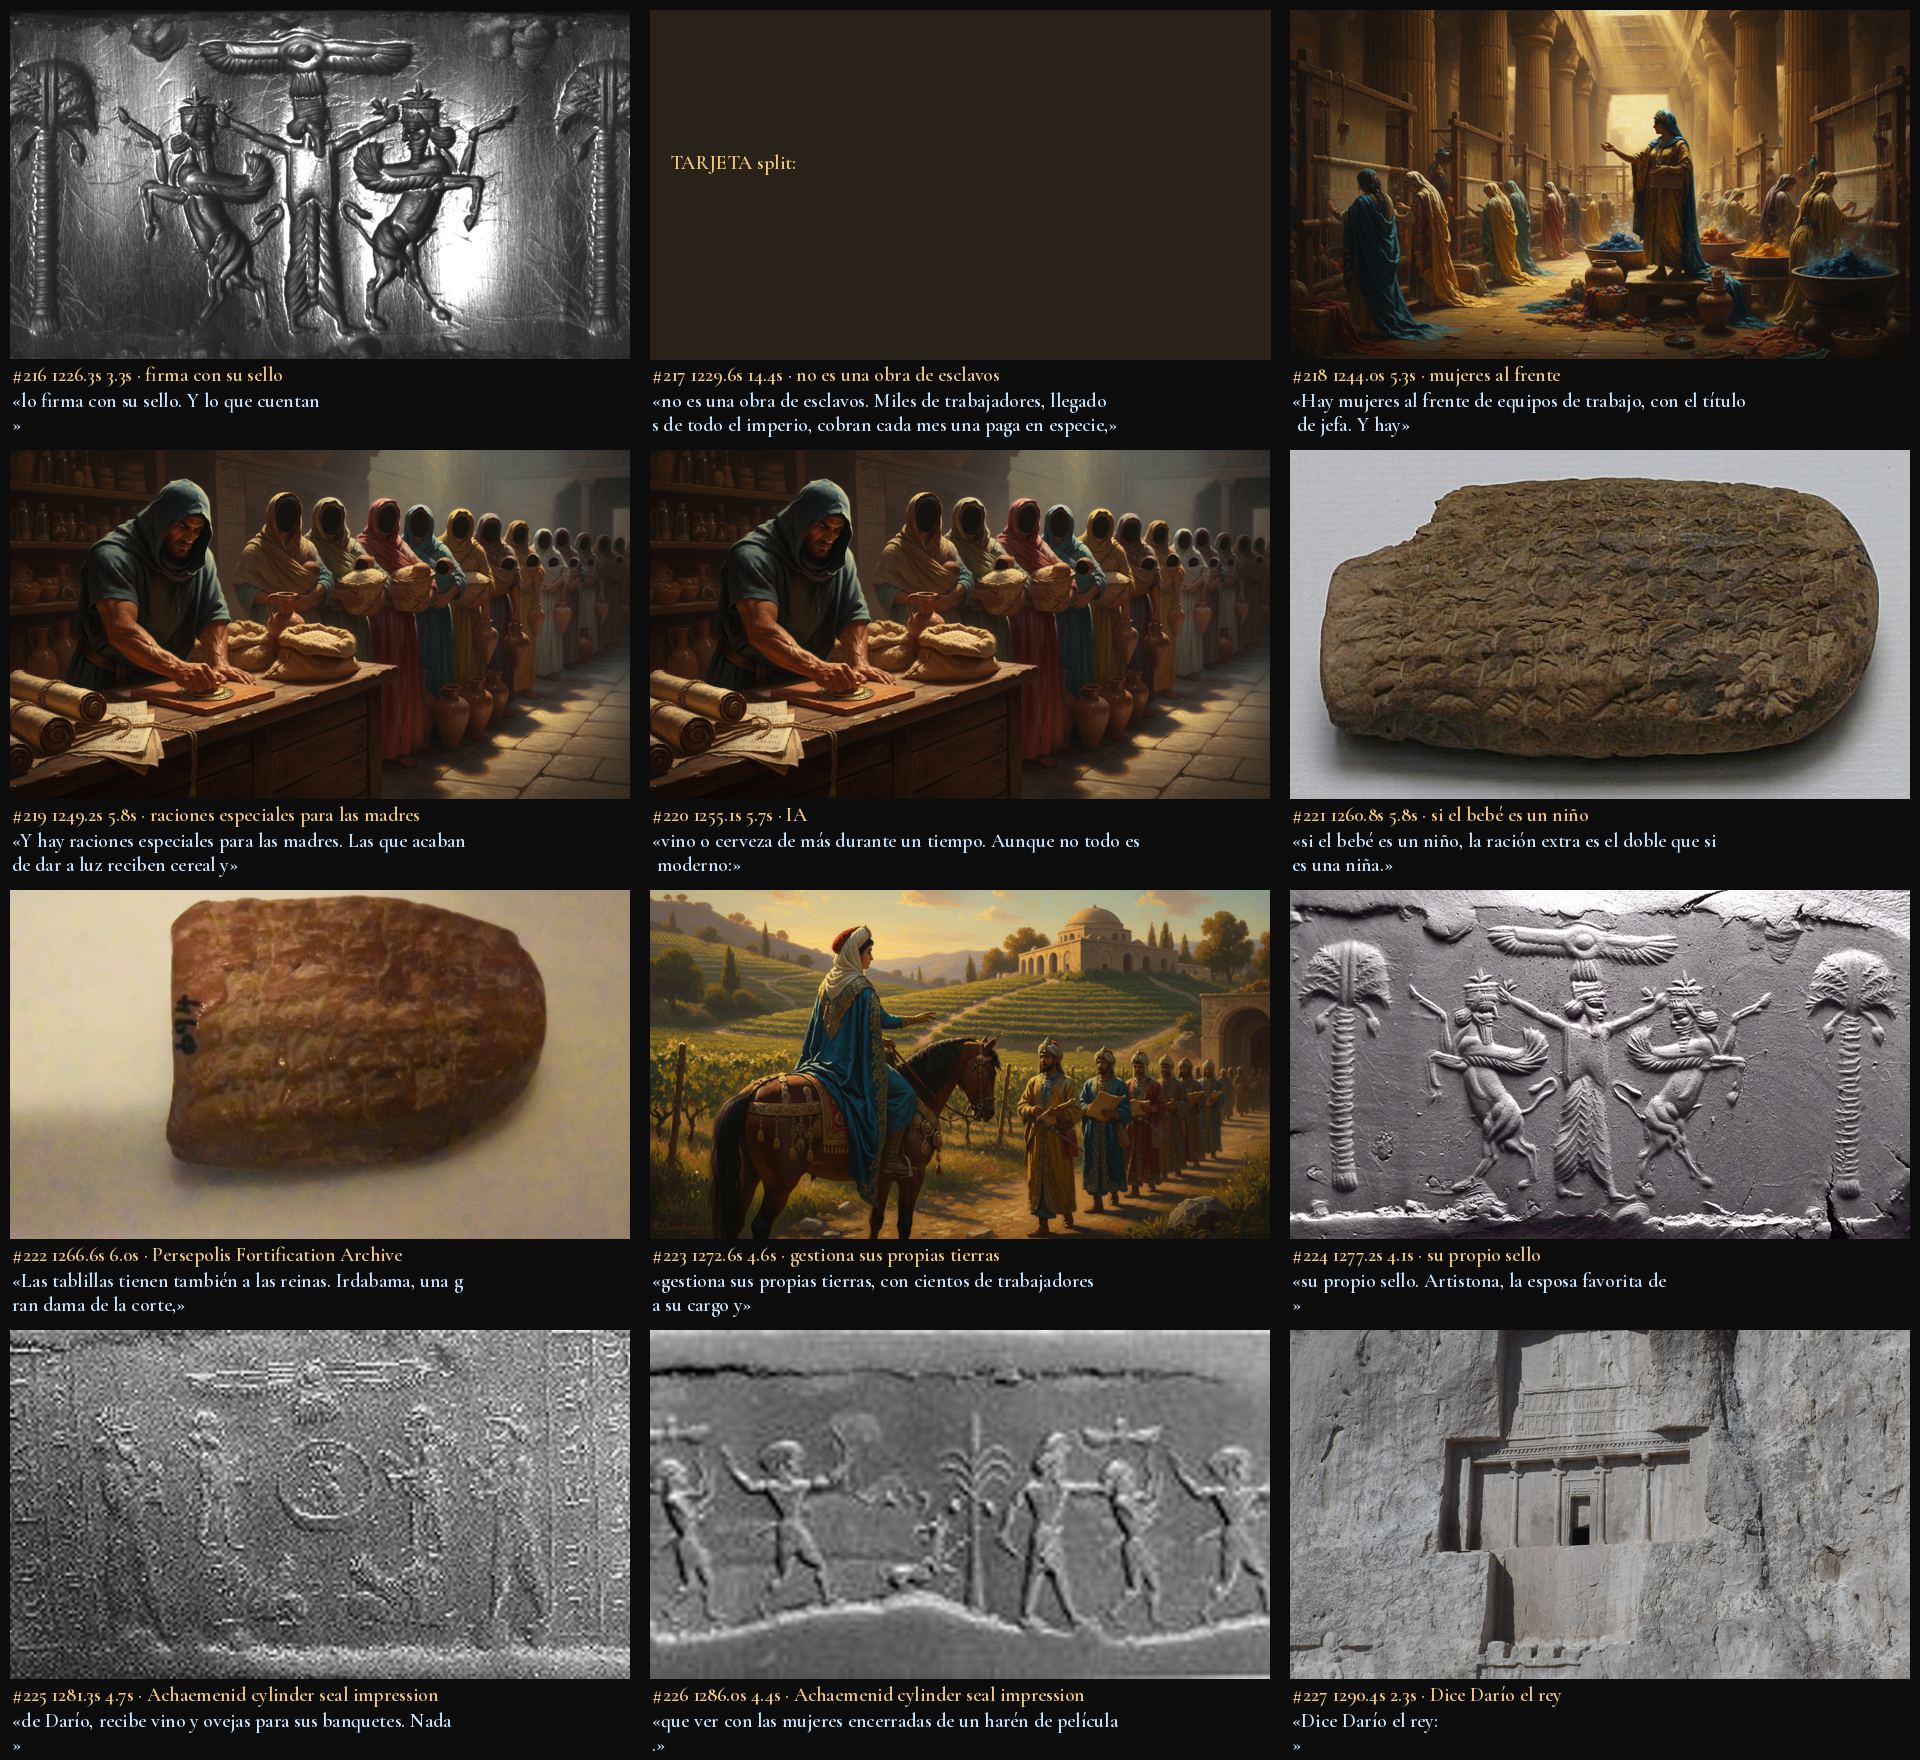 TARJETA split:
#216 1226.3s 3.3s · firma con su sello
«lo firma con su sello. Y lo que cuentan
»
#217 1229.6s 14.4s · no es una obra de esclavos
«no es una obra de esclavos. Miles de trabajadores, llegado
s de todo el imperio, cobran cada mes una paga en especie,»
#218 1244.0s 5.3s · mujeres al frente
«Hay mujeres al frente de equipos de trabajo, con el título
de jefa. Y hay»
#219 1249.2s 5.8s · raciones especiales para las madres
«Y hay raciones especiales para las madres. Las que acaban
de dar a luz reciben cereal y»
#220 1255.1s 5.7s · IA
«vino o cerveza de más durante un tiempo. Aunque no todo es
moderno:»
#221 1260.8s 5.8s · si el bebé es un niño
«si el bebé es un niño, la ración extra es el doble que si
es una niña.»
#222 1266.6s 6.0s · Persepolis Fortification Archive
«Las tablillas tienen también a las reinas. Irdabama, una g
ran dama de la corte,»
#223 1272.6s 4.6s · gestiona sus propias tierras
«gestiona sus propias tierras, con cientos de trabajadores
a su cargo y»
#224 1277.2s 4.1s · su propio sello
«su propio sello. Artistona, la esposa favorita de
»
#225 1281.3s 4.7s · Achaemenid cylinder seal impression
«de Darío, recibe vino y ovejas para sus banquetes. Nada
»
#226 1286.0s 4.4s · Achaemenid cylinder seal impression
«que ver con las mujeres encerradas de un harén de película
.»
#227 1290.4s 2.3s · Dice Darío el rey
«Dice Darío el rey:
»